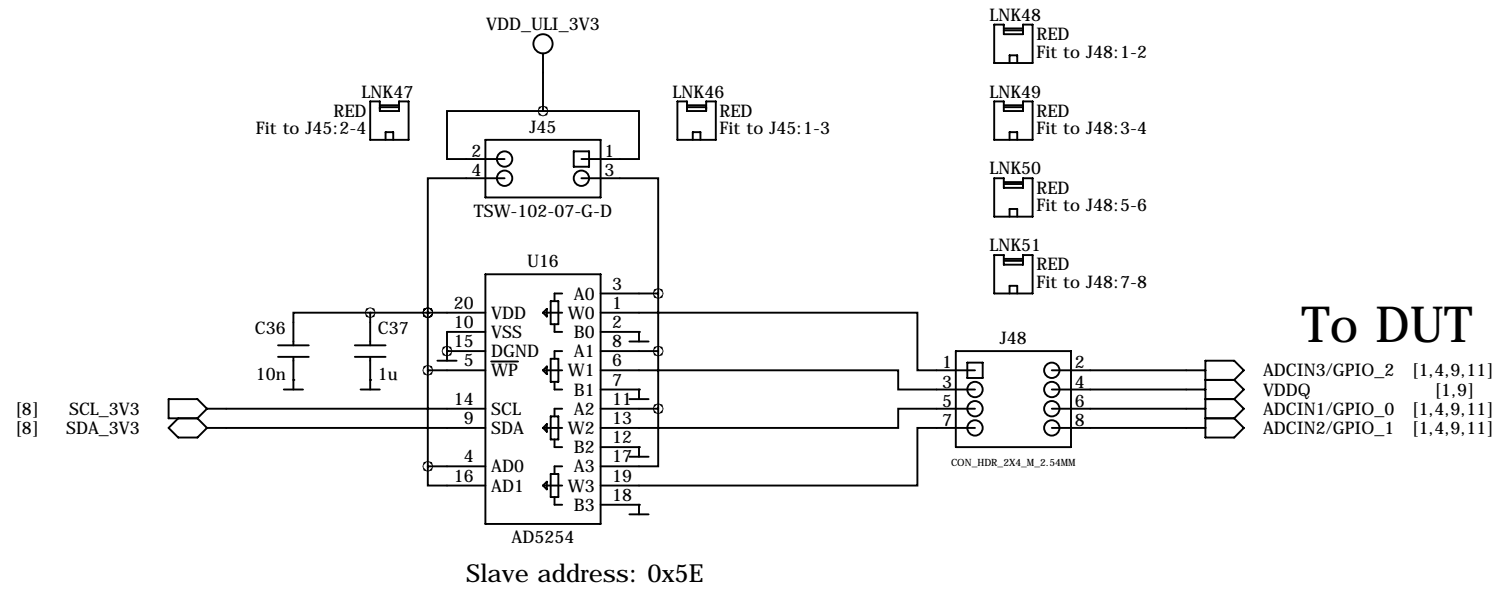 LNK48
RED
Fit to J48:1-2
VDD_ULI_3V3
LNK47
RED
Fit to J45:2-4
LNK46
RED
Fit to J45:1-3
LNK49
RED
Fit to J48:3-4
J45
2
1
4
3
TSW-102-07-G-D
LNK50
RED
Fit to J48:5-6
LNK51
RED
Fit to J48:7-8
U16
20 VDD
10 VSS
15 DGND
5 WP
14 SCL
9 SDA
4 AD0
16 AD1
A0 3
W0 1
B0 2
A1 8
W1 6
B1 7
A2 11
W2 13
B2 12
A3 17
W3 19
B3 18
AD5254
C36
10n
C37
1u
[8] SCL_3V3
[8] SDA_3V3
To DUT
J48
1 2
3 4
5 6
7 8
CON_HDR_2X4_M_2.54MM
ADCIN3/GPIO_2 [1,4,9,11]
VDDQ [1,9]
ADCIN1/GPIO_0 [1,4,9,11]
ADCIN2/GPIO_1 [1,4,9,11]
Slave address: 0x5E